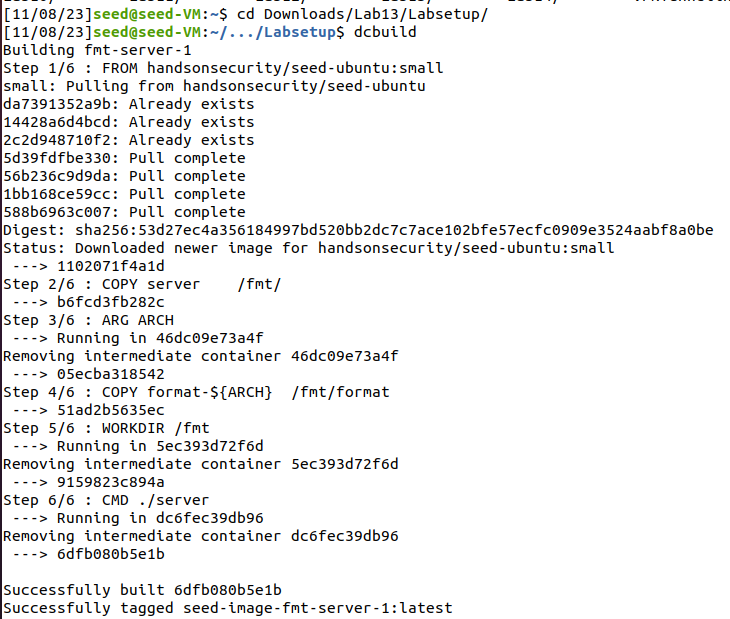 [11/08/23]seed@seed-VM:~$ cd Downloads/Lab13/Labsetup/
[11/08/23]seed@seed-VM:~/.../Labsetup$ dcbuild
Building fmt-server-1
Step 1/6 : FROM handsonsecurity/seed-ubuntu:small
small: Pulling from handsonsecurity/seed-ubuntu
da7391352a9b: Already exists
14428a6d4bcd: Already exists
2c2d948710f2: Already exists
5d39fdfbe330: Pull complete
56b236c9d9da: Pull complete
1bb168ce59cc: Pull complete
588b6963c007: Pull complete
Digest: sha256:53d27ec4a356184997bd520bb2dc7c7ace102bfe57ecfc0909e3524aabf8a0be
Status: Downloaded newer image for handsonsecurity/seed-ubuntu:small
 ---> 1102071f4a1d
Step 2/6 : COPY server    /fmt/
 ---> b6fcd3fb282c
Step 3/6 : ARG ARCH
 ---> Running in 46dc09e73a4f
Removing intermediate container 46dc09e73a4f
 ---> 05ecba318542
Step 4/6 : COPY format-${ARCH}  /fmt/format
 ---> 51ad2b5635ec
Step 5/6 : WORKDIR /fmt
 ---> Running in 5ec393d72f6d
Removing intermediate container 5ec393d72f6d
 ---> 9159823c894a
Step 6/6 : CMD ./server
 ---> Running in dc6fec39db96
Removing intermediate container dc6fec39db96
 ---> 6dfb080b5e1b

Successfully built 6dfb080b5e1b
Successfully tagged seed-image-fmt-server-1:latest